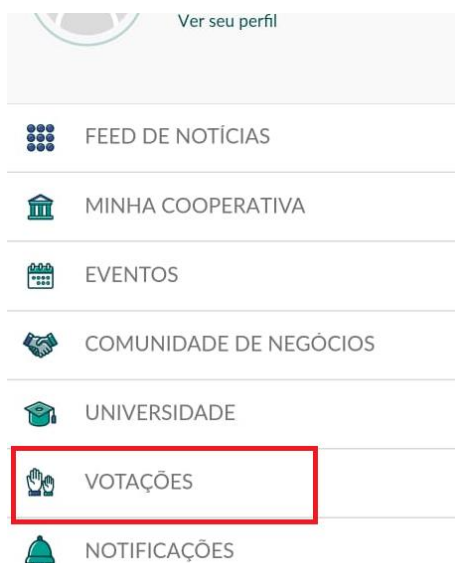 Ver seu perfil
FEED DE NOTÍCIAS
MINHA COOPERATIVA
EVENTOS
COMUNIDADE DE NEGÓCIOS
UNIVERSIDADE
VOTAÇÕES
NOTIFICAÇÕES